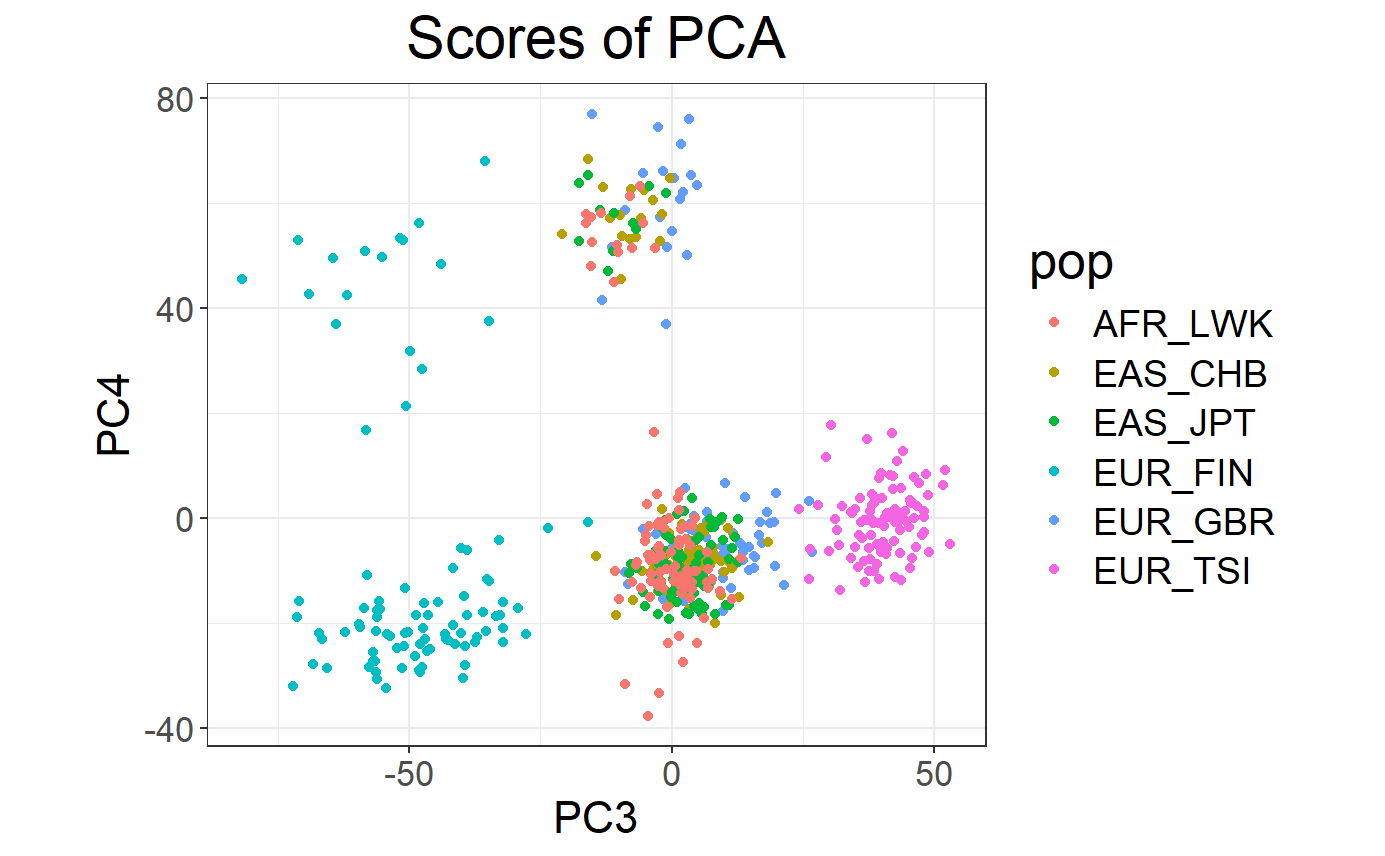 Scores of PCA
80
40
0
-40
PC4
-50
0
50
PC3
pop
AFR_LWK
EAS_CHB
EAS_JPT
EUR_FIN
EUR_GBR
EUR_TSI